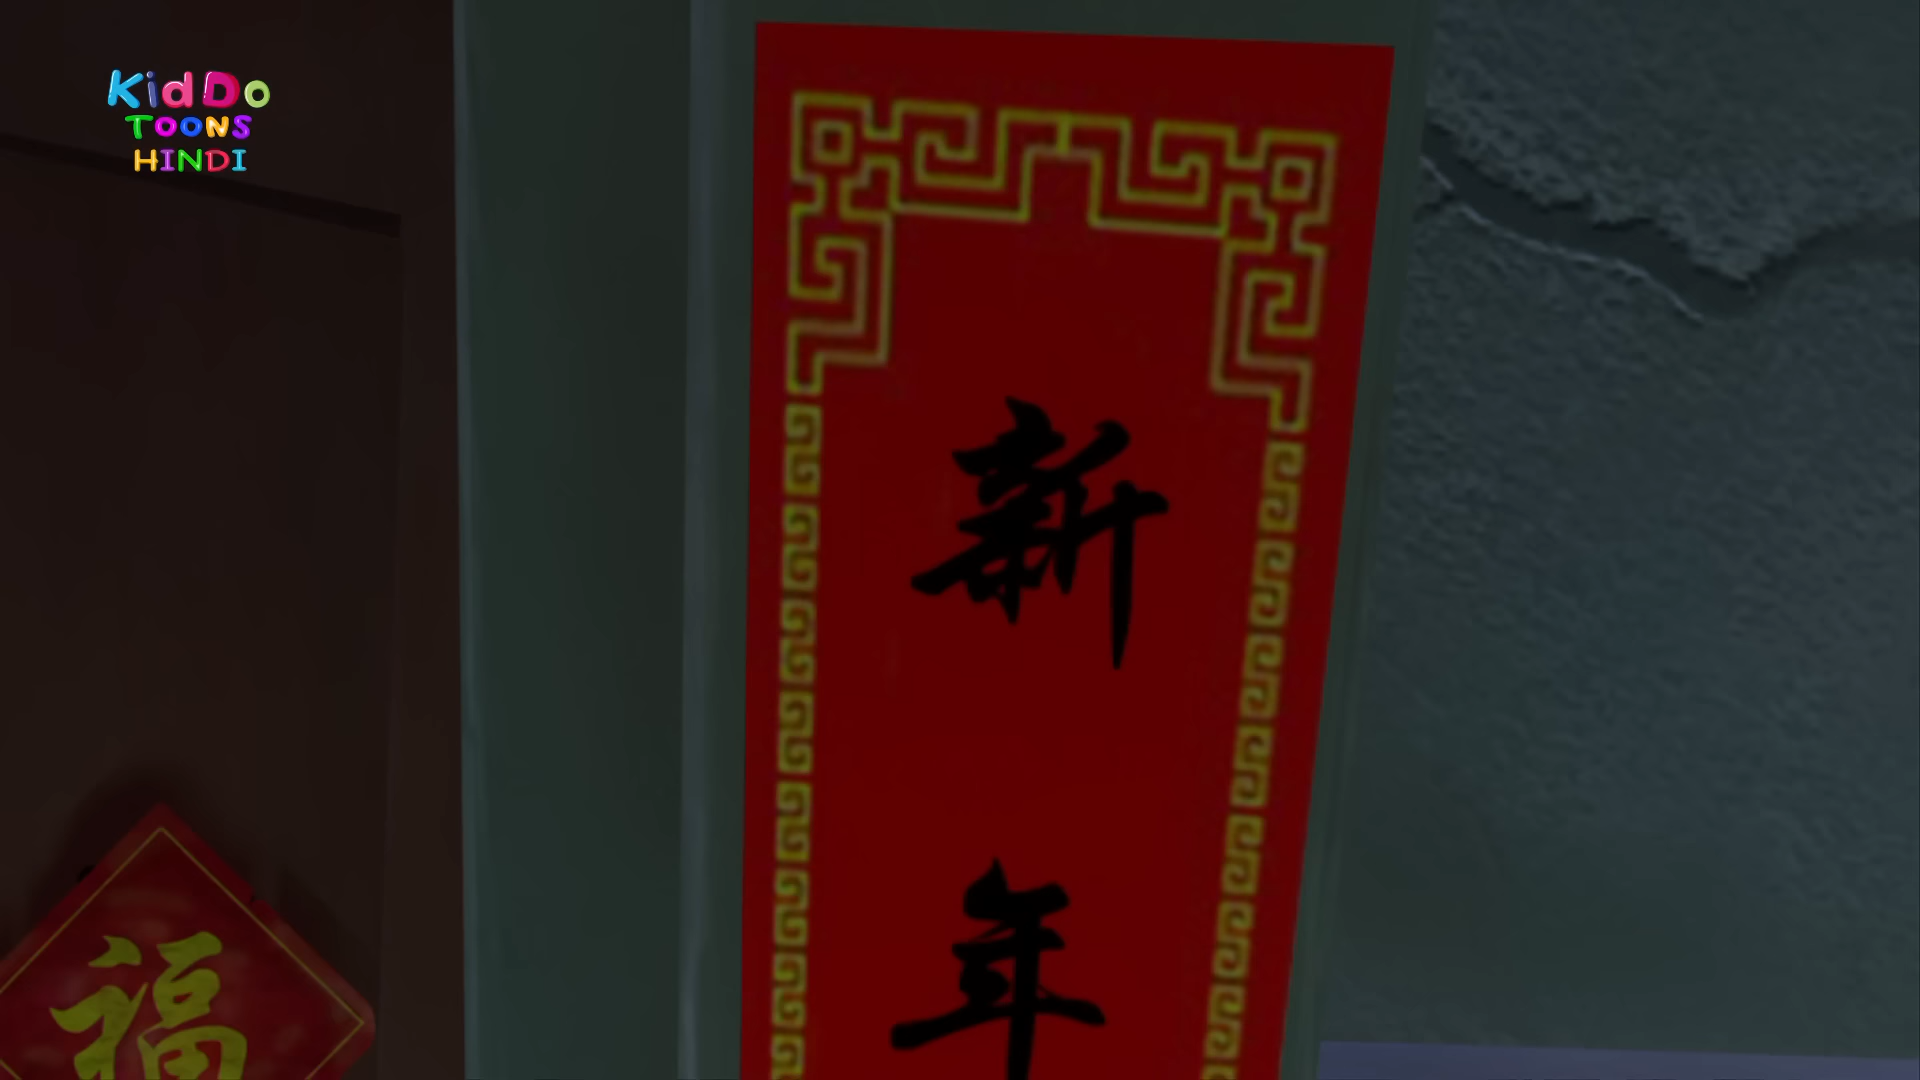 KidDo
TOONS
HINDI
新
年
福